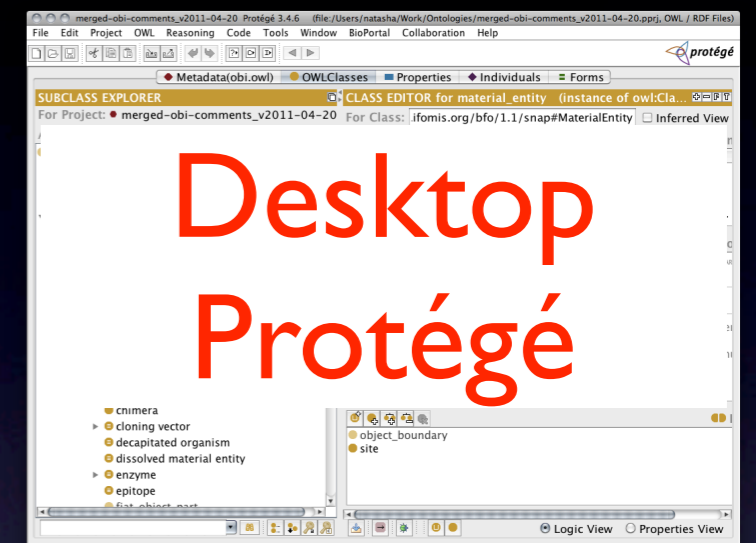 merged-obi-comments_v2011-04-20 Protégé 3.4.6 (file:/Users/natasha/Work/Ontologies/merged-obi-comments_v2011-04-20.pprj, OWL / RDF Files)
File Edit Project OWL Reasoning Code Tools Window BioPortal Collaboration Help
protégé
Metadata(obi.owl) OWLClasses Properties Individuals Forms
SUBCLASS EXPLORER
CLASS EDITOR for material_entity (instance of owl:Cla...
For Project: merged-obi-comments_v2011-04-20
For Class: .ifomis.org/bfo/1.1/snap#MaterialEntity Inferred View
Desktop
Protégé
chimera
cloning vector
decapitated organism
dissolved material entity
enzyme
epitope
fiat_object_part
object_boundary
site
Logic View Properties View